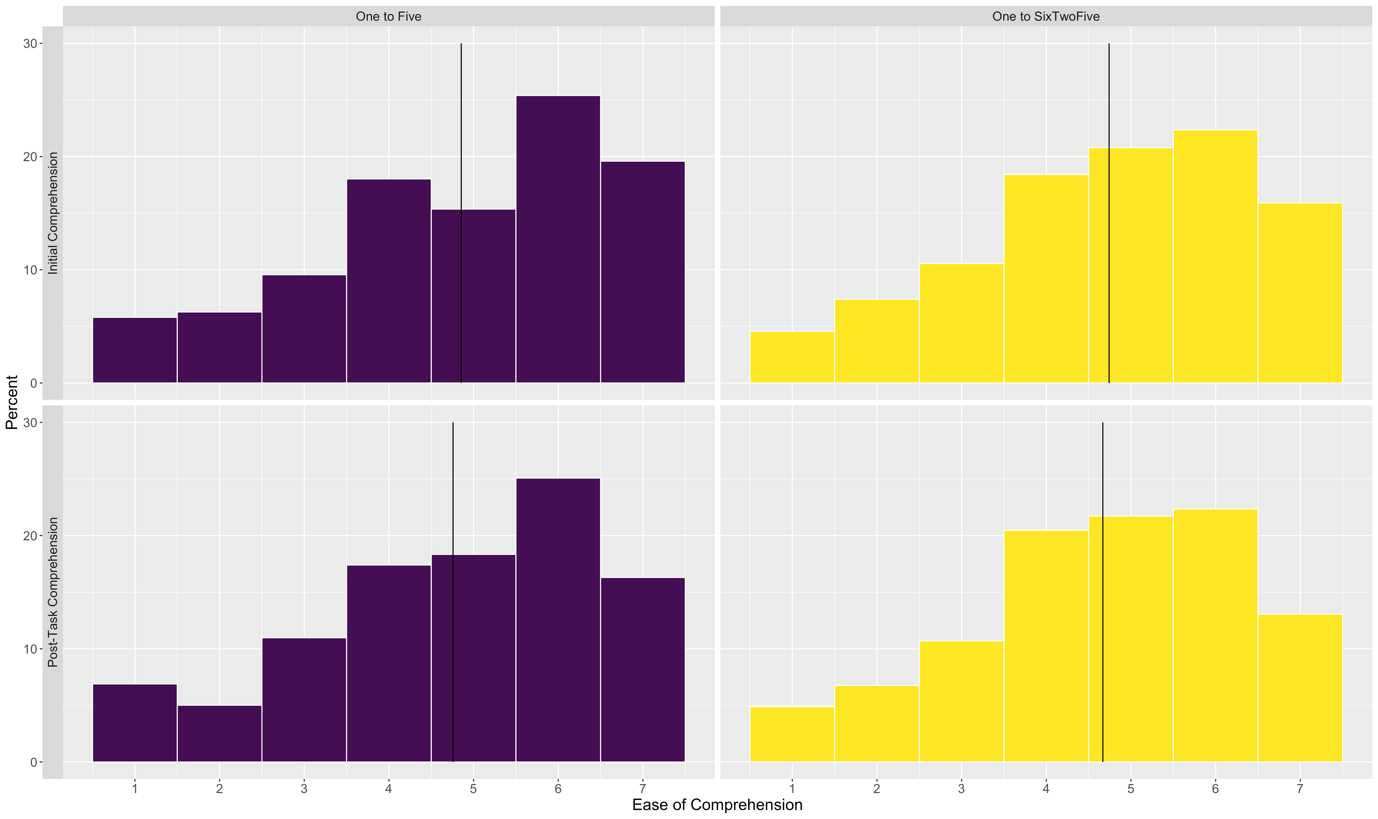 One to Five
One to SixTwoFive
30
20
10
0
Initial Comprehension
30
20
10
0
Post-Task Comprehension
Percent
1 2 3 4 5 6 7
1 2 3 4 5 6 7
Ease of Comprehension